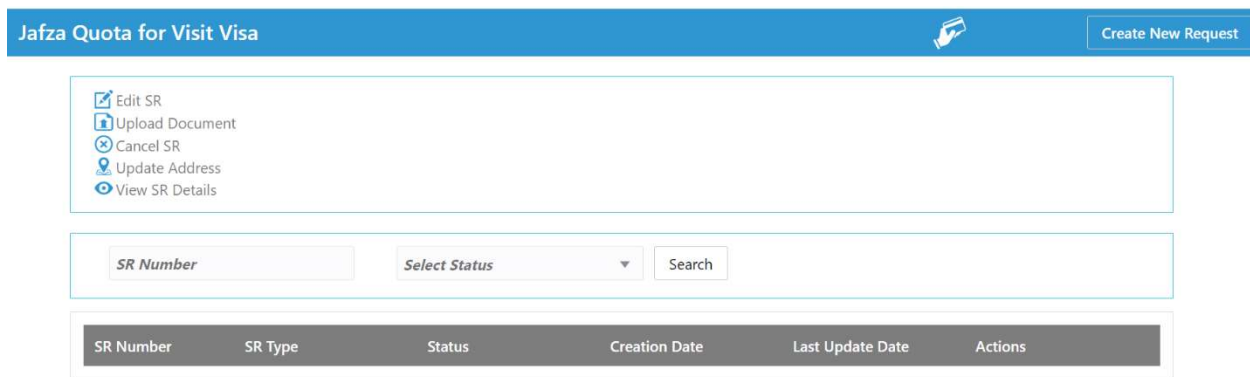 Jafza Quota for Visit Visa Create New Request
Edit SR
Upload Document
Cancel SR
Update Address
View SR Details
SR Number Select Status Search
SR Number SR Type Status Creation Date Last Update Date Actions